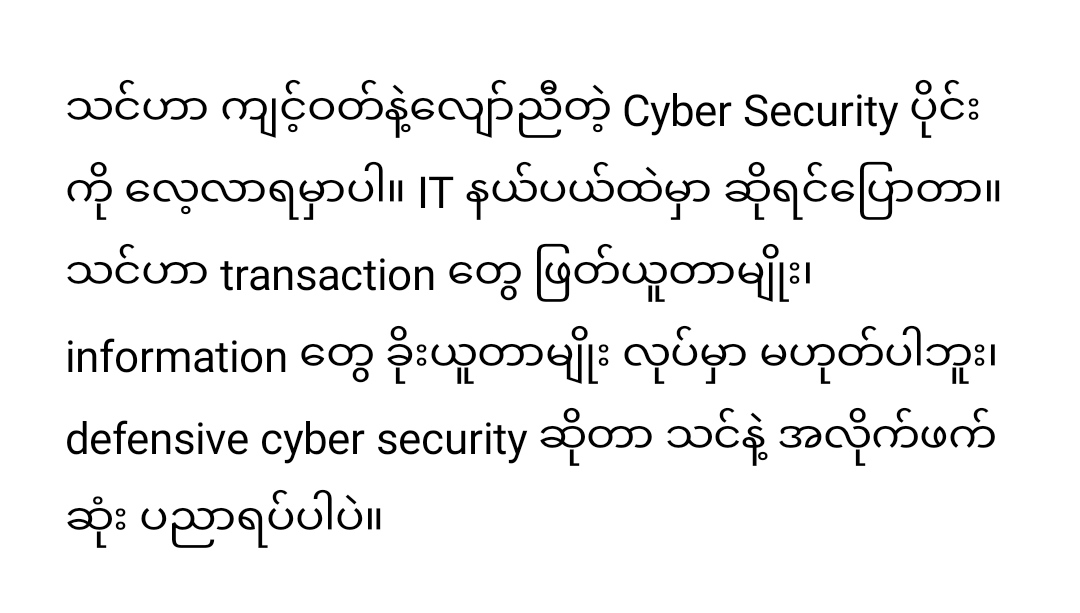 သင်ဟာ ကျင့်ဝတ်နဲ့လျော်ညီတဲ့ Cyber Security ပိုင်း
ကို လေ့လာရမှာပါ။ IT နယ်ပယ်ထဲမှာ ဆိုရင်ပြောတာ။
သင်ဟာ transaction တွေ ဖြတ်ယူတာမျိုး၊
information တွေ ခိုးယူတာမျိုး လုပ်မှာ မဟုတ်ပါဘူး၊
defensive cyber security ဆိုတာ သင်နဲ့ အလိုက်ဖက်
ဆုံး ပညာရပ်ပါပဲ။